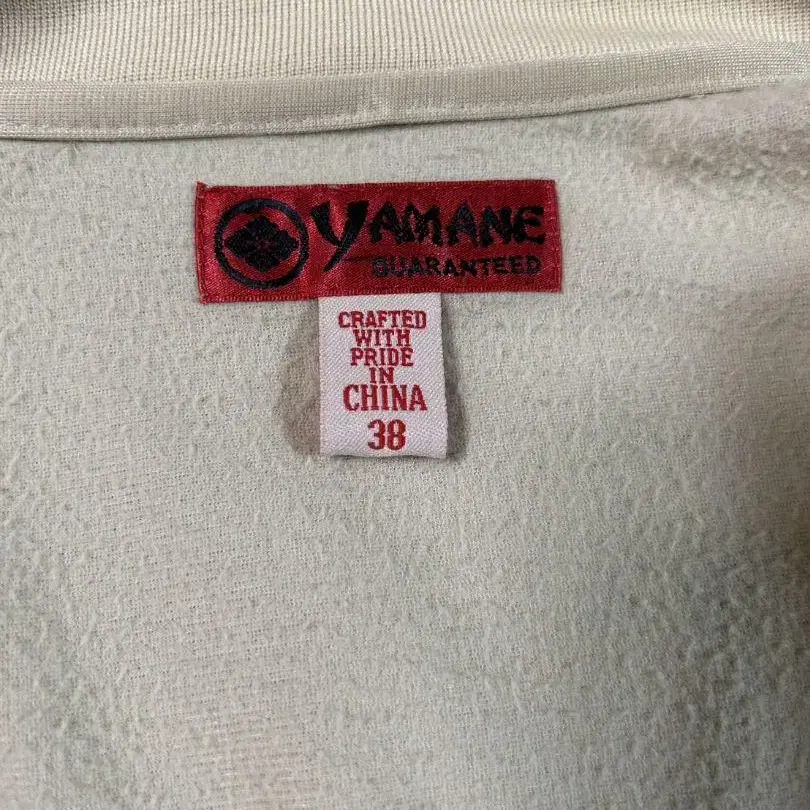 YAMANE
GUARANTEED
CRAFTED
WITH
PRIDE
IN
CHINA
38